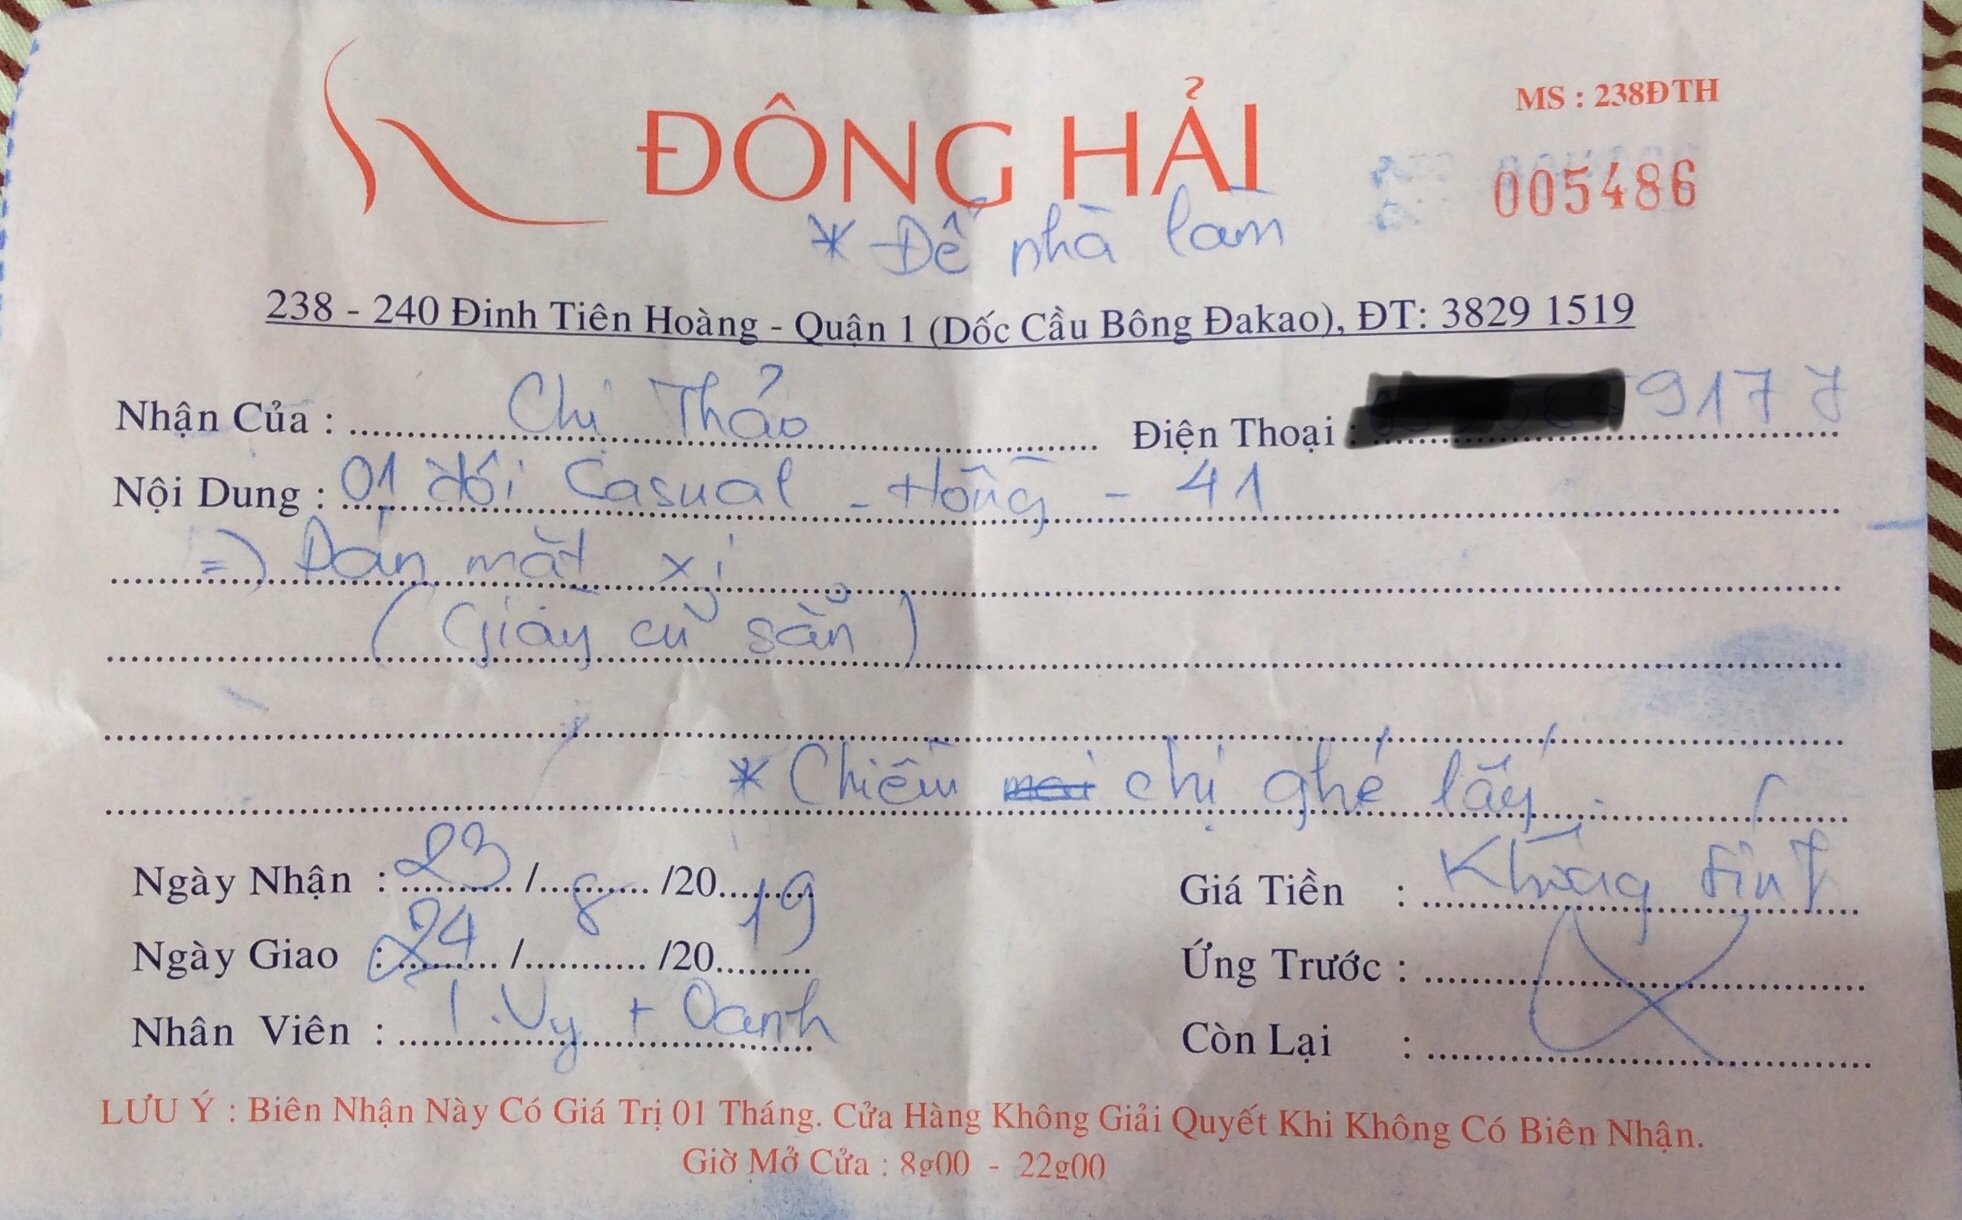 ĐÔNG HẢI
MS : 238ĐTH
005486
* Để nhà làm
238 - 240 Đinh Tiên Hoàng - Quận 1 (Dốc Cầu Bông Đakao), ĐT: 3829 1519
Nhận Của : Chị Thảo Điện Thoại : 9177
Nội Dung : 01 đôi Casual - Hồng - 41
=> Dán mặt xi
(Giày cũ sẵn)
* Chiều chị ghé lấy.
Ngày Nhận : 23 / 8 /20 19 Giá Tiền : Không tính
Ngày Giao : 24 / /20 Ứng Trước :
Nhân Viên : T.Vy + Oanh Còn Lại :
LƯU Ý : Biên Nhận Này Có Giá Trị 01 Tháng. Cửa Hàng Không Giải Quyết Khi Không Có Biên Nhận.
Giờ Mở Cửa : 8g00 - 22g00